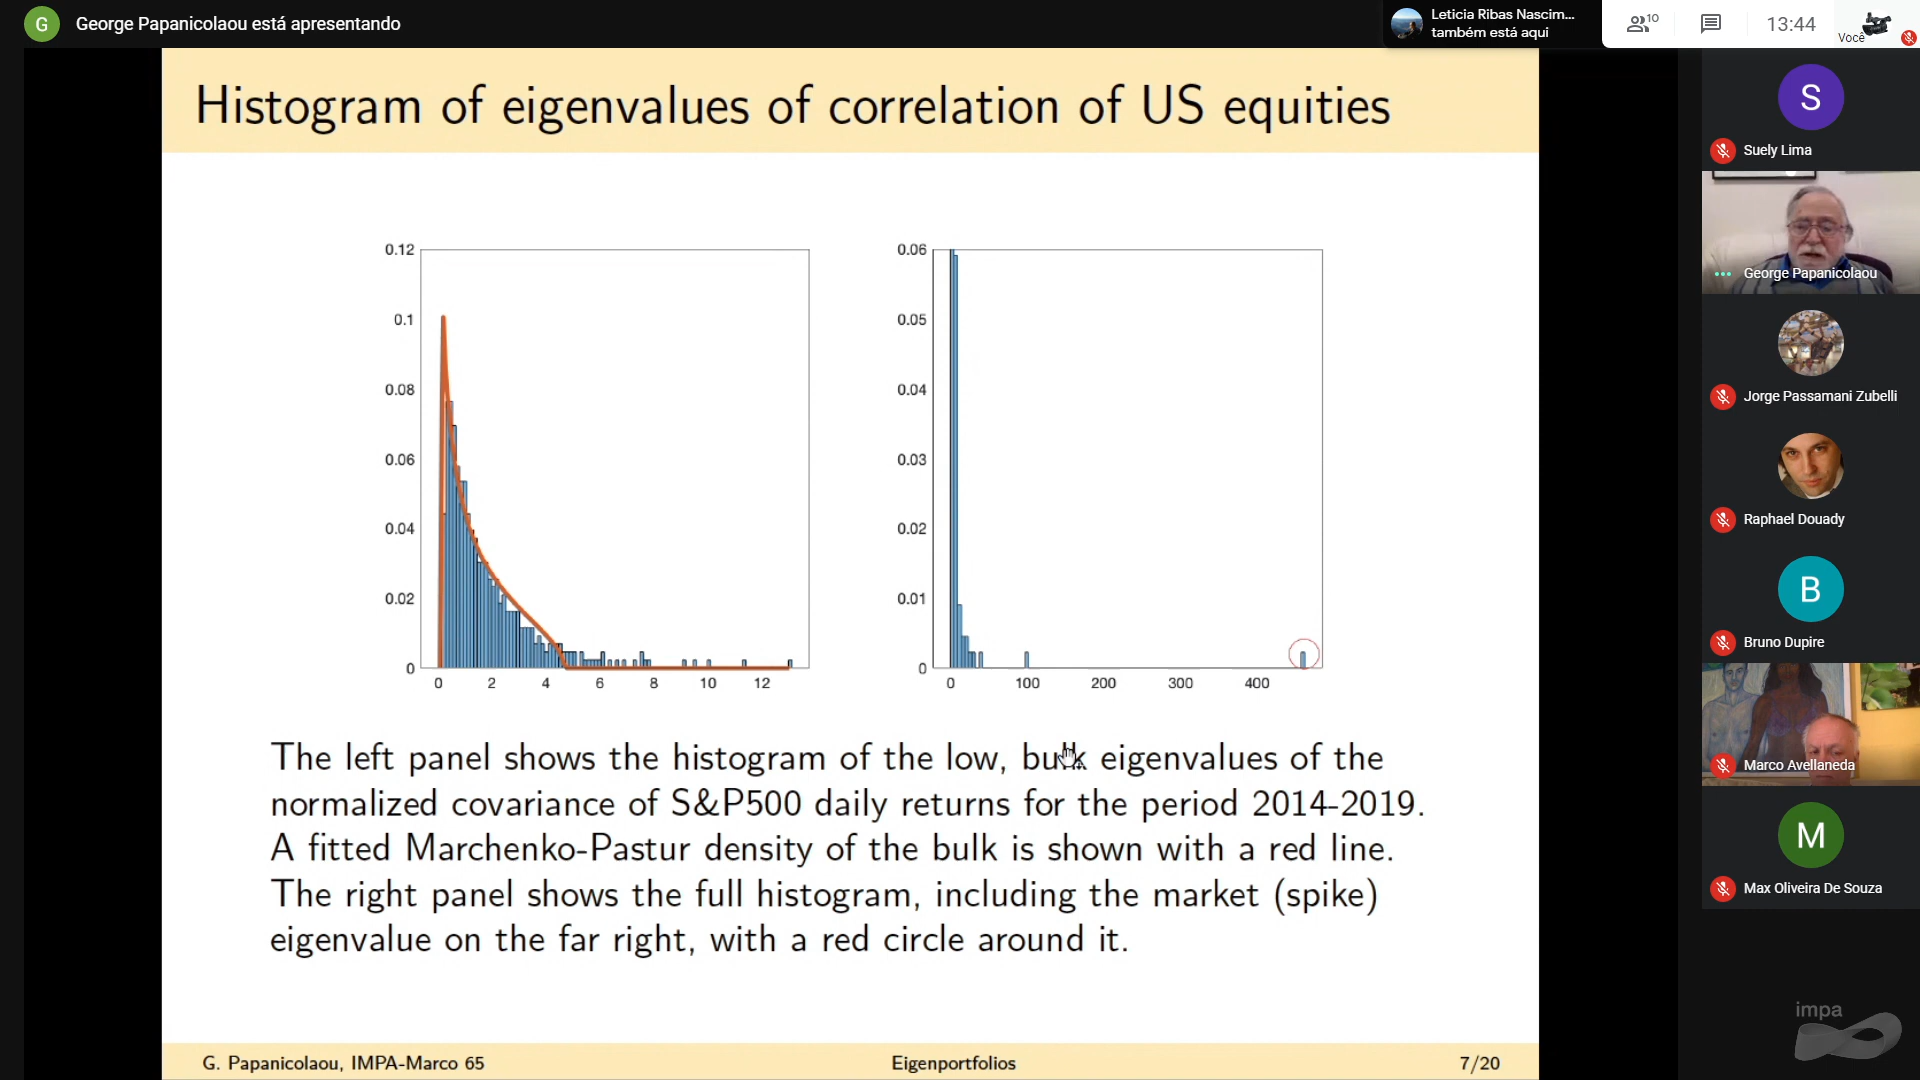 G
George Papanicolaou está apresentando
Leticia Ribas Nascim...
também está aqui
10
13:44
Você
Histogram of eigenvalues of correlation of US equities
0.12
0.1
0.08
0.06
0.04
0.02
0
0 2 4 6 8 10 12
0.06
0.05
0.04
0.03
0.02
0.01
0
0 100 200 300 400
The left panel shows the histogram of the low, bulk eigenvalues of the
normalized covariance of S&P500 daily returns for the period 2014-2019.
A fitted Marchenko-Pastur density of the bulk is shown with a red line.
The right panel shows the full histogram, including the market (spike)
eigenvalue on the far right, with a red circle around it.
G. Papanicolaou, IMPA-Marco 65
Eigenportfolios
7/20
S
Suely Lima
George Papanicolaou
Jorge Passamani Zubelli
Raphael Douady
B
Bruno Dupire
Marco Avellaneda
M
Max Oliveira De Souza
impa